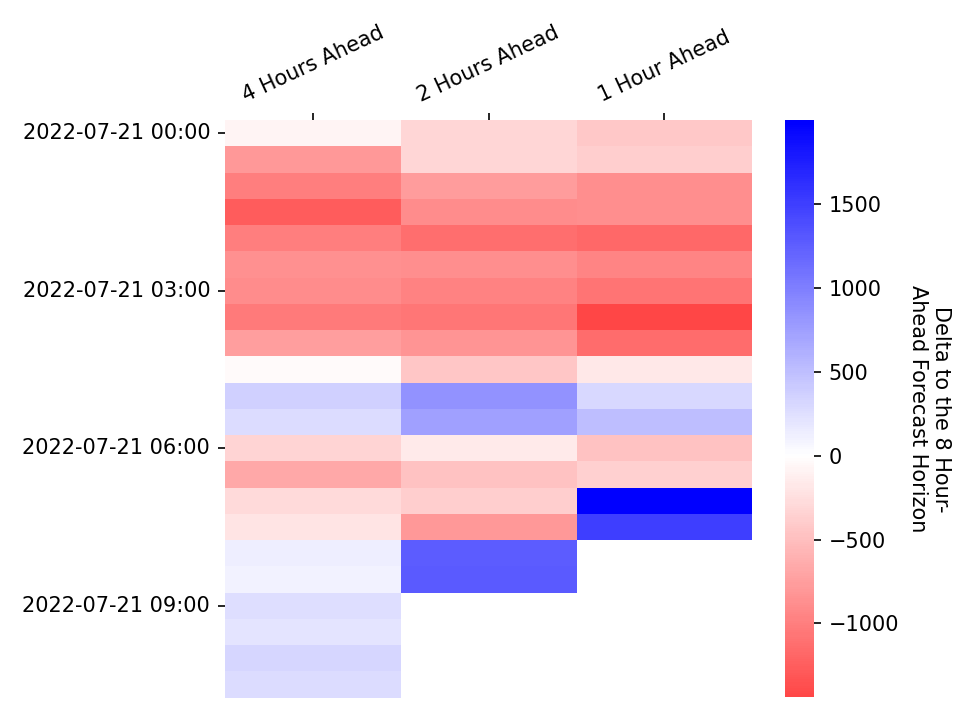 4 Hours Ahead
2 Hours Ahead
1 Hour Ahead
2022-07-21 00:00
2022-07-21 03:00
2022-07-21 06:00
2022-07-21 09:00
1500
1000
500
0
−500
−1000
Delta to the 8 Hour-
Ahead Forecast Horizon